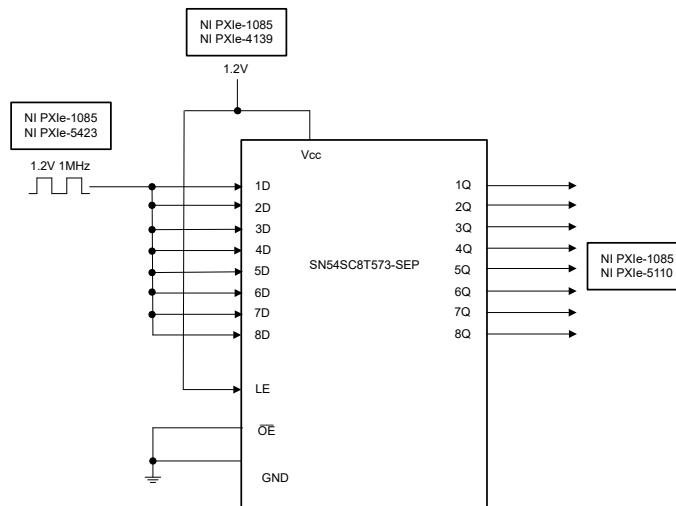 NI PXIe-1085
NI PXIe-4139
1.2V
NI PXIe-1085
NI PXIe-5423
1.2V 1MHz
Vcc
1D
2D
3D
4D
5D
6D
7D
8D
LE
OE
GND
SN54SC8T573-SEP
1Q
2Q
3Q
4Q
5Q
6Q
7Q
8Q
NI PXIe-1085
NI PXIe-5110